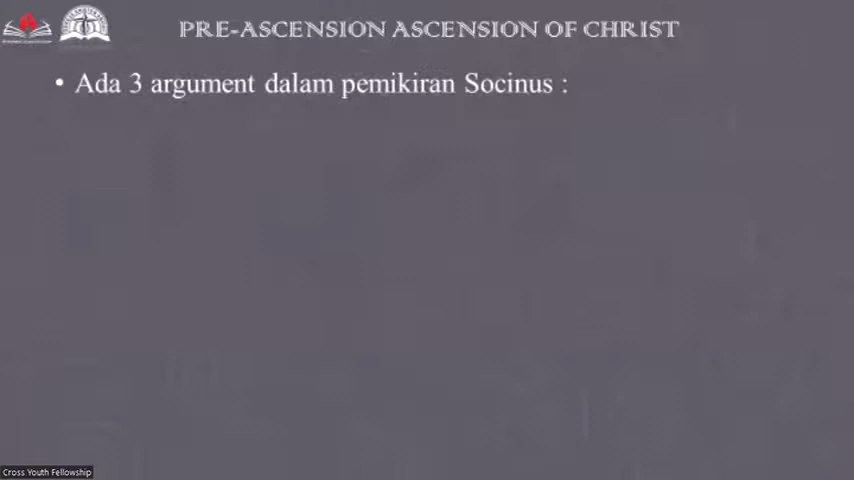 PRE-ASCENSION ASCENSION OF CHRIST
• Ada 3 argument dalam pemikiran Socinus :
Cross Youth Fellowship